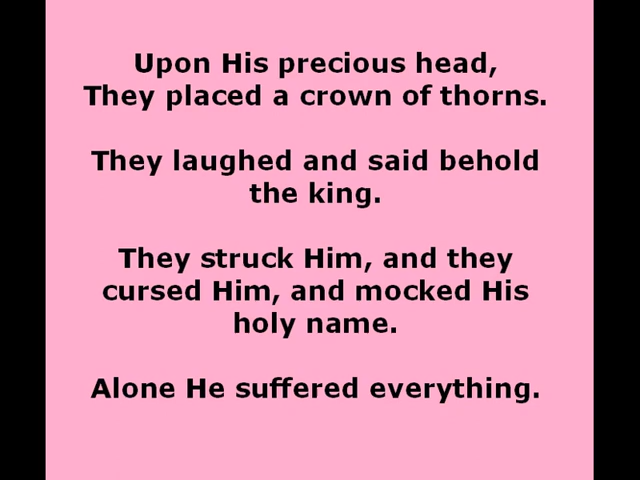 Upon His precious head,
They placed a crown of thorns.
They laughed and said behold
the king.
They struck Him, and they
cursed Him, and mocked His
holy name.
Alone He suffered everything.